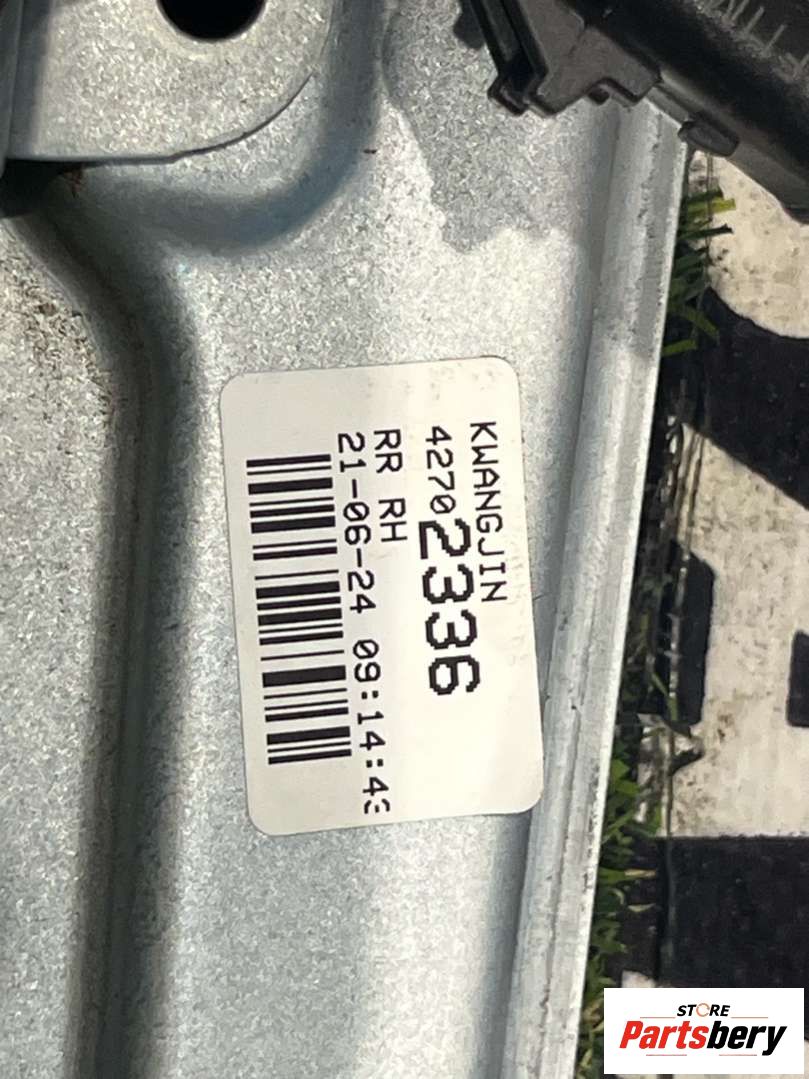 KWANGJIN
42702336
RR RH
21-06-24 09:14:43
STORE
Partsbery